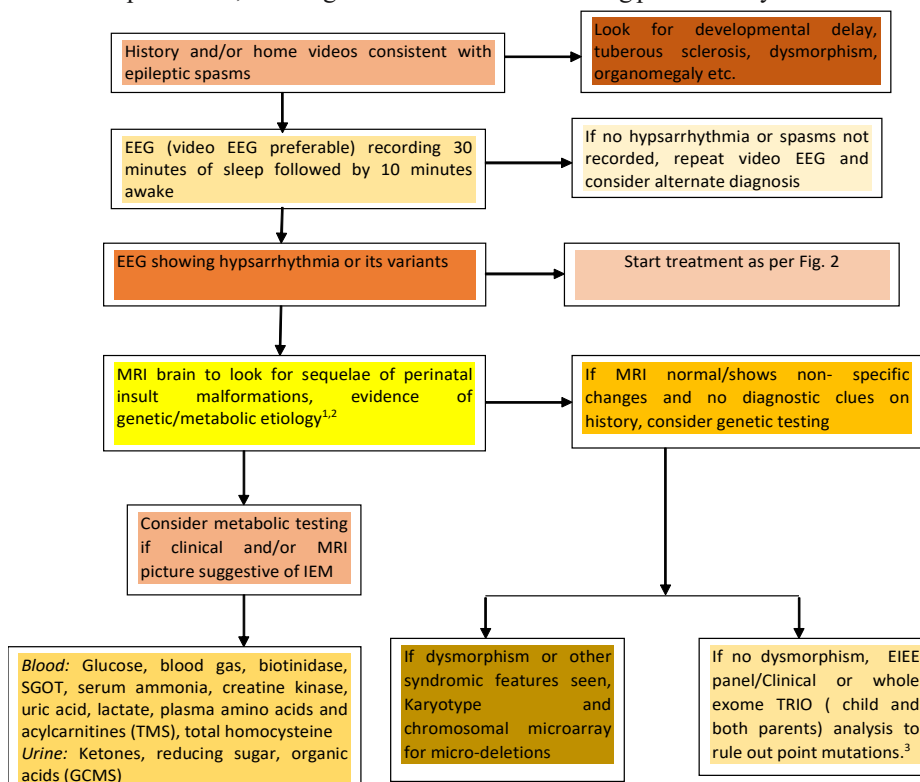 History and/or home videos consistent with
epileptic spasms
Look for developmental delay,
tuberous sclerosis, dysmorphism,
organomegaly etc.
EEG (video EEG preferable) recording 30
minutes of sleep followed by 10 minutes
awake
If no hypsarrhythmia or spasms not
recorded, repeat video EEG and
consider alternate diagnosis
EEG showing hypsarrhythmia or its variants
Start treatment as per Fig. 2
MRI brain to look for sequelae of perinatal
insult malformations, evidence of
genetic/metabolic etiology1,2
If MRI normal/shows non- specific
changes and no diagnostic clues on
history, consider genetic testing
Consider metabolic testing
if clinical and/or MRI
picture suggestive of IEM
Blood: Glucose, blood gas, biotinidase,
SGOT, serum ammonia, creatine kinase,
uric acid, lactate, plasma amino acids and
acylcarnitines (TMS), total homocysteine
Urine: Ketones, reducing sugar, organic
acids (GCMS)
If dysmorphism or other
syndromic features seen,
Karyotype and
chromosomal microarray
for micro-deletions
If no dysmorphism, EIEE
panel/Clinical or whole
exome TRIO ( child and
both parents) analysis to
rule out point mutations.3